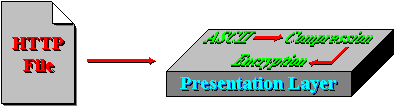 HTTP
File
ASCII Compression
Encryption
Presentation Layer